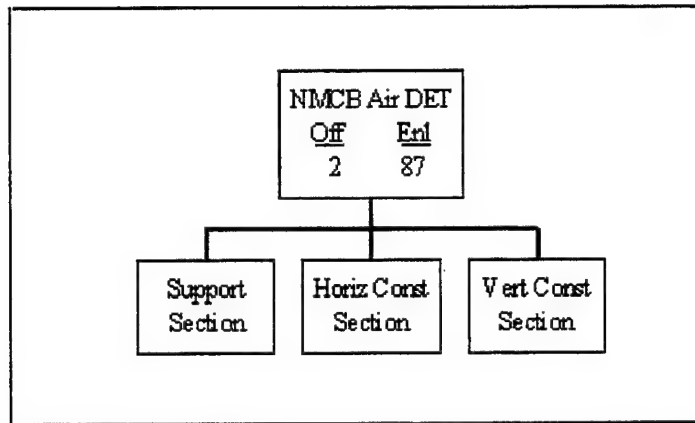 NMCB Air DET
Off Enl
2 87
Support
Section
Horiz Const
Section
Vert Const
Section